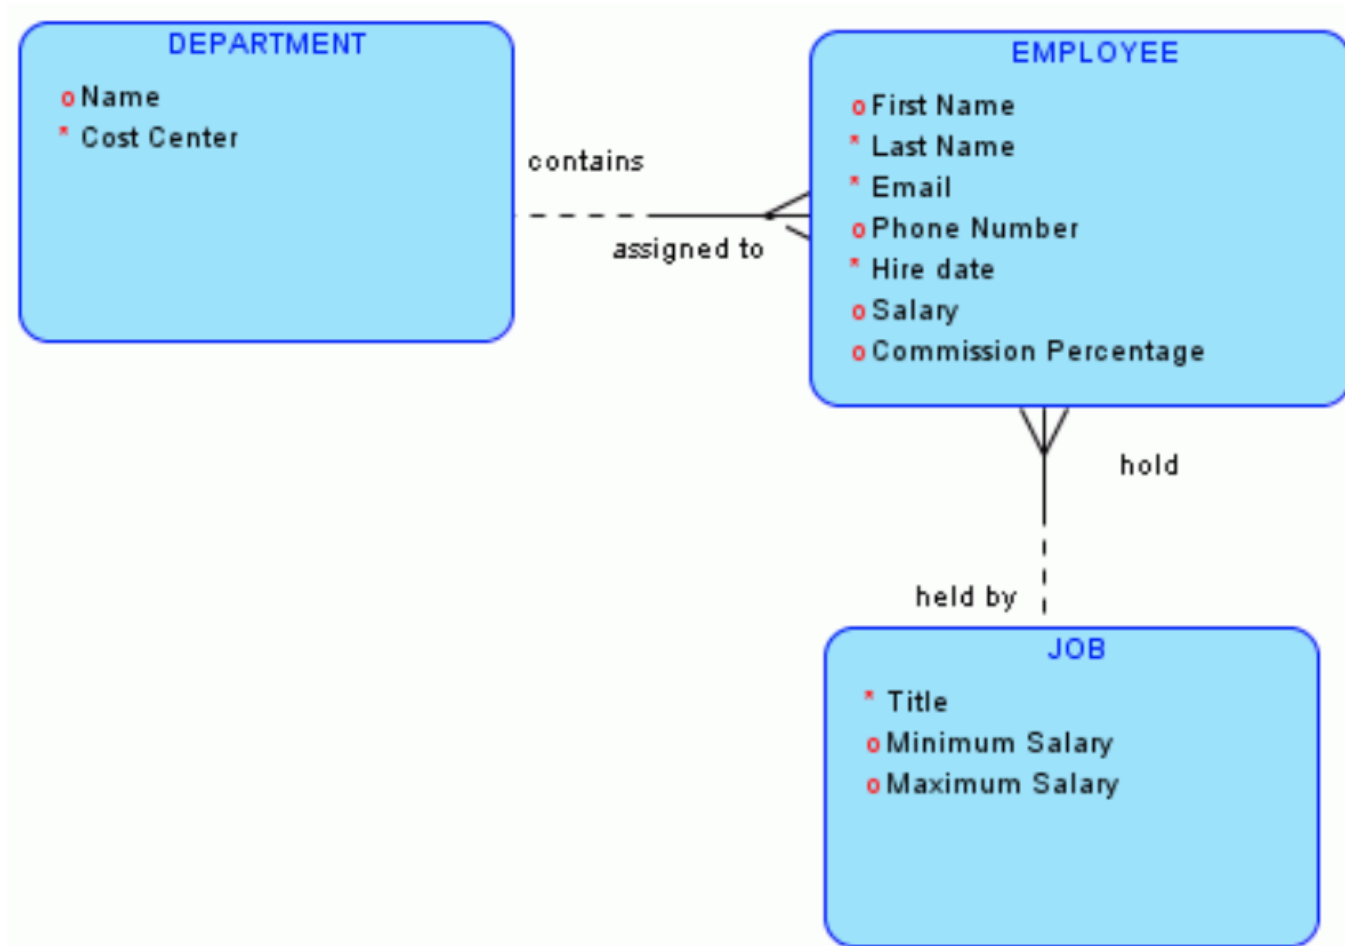 DEPARTMENT
o Name
* Cost Center
contains
assigned to
EMPLOYEE
o First Name
* Last Name
* Email
o Phone Number
* Hire date
o Salary
o Commission Percentage
hold
held by
JOB
* Title
o Minimum Salary
o Maximum Salary